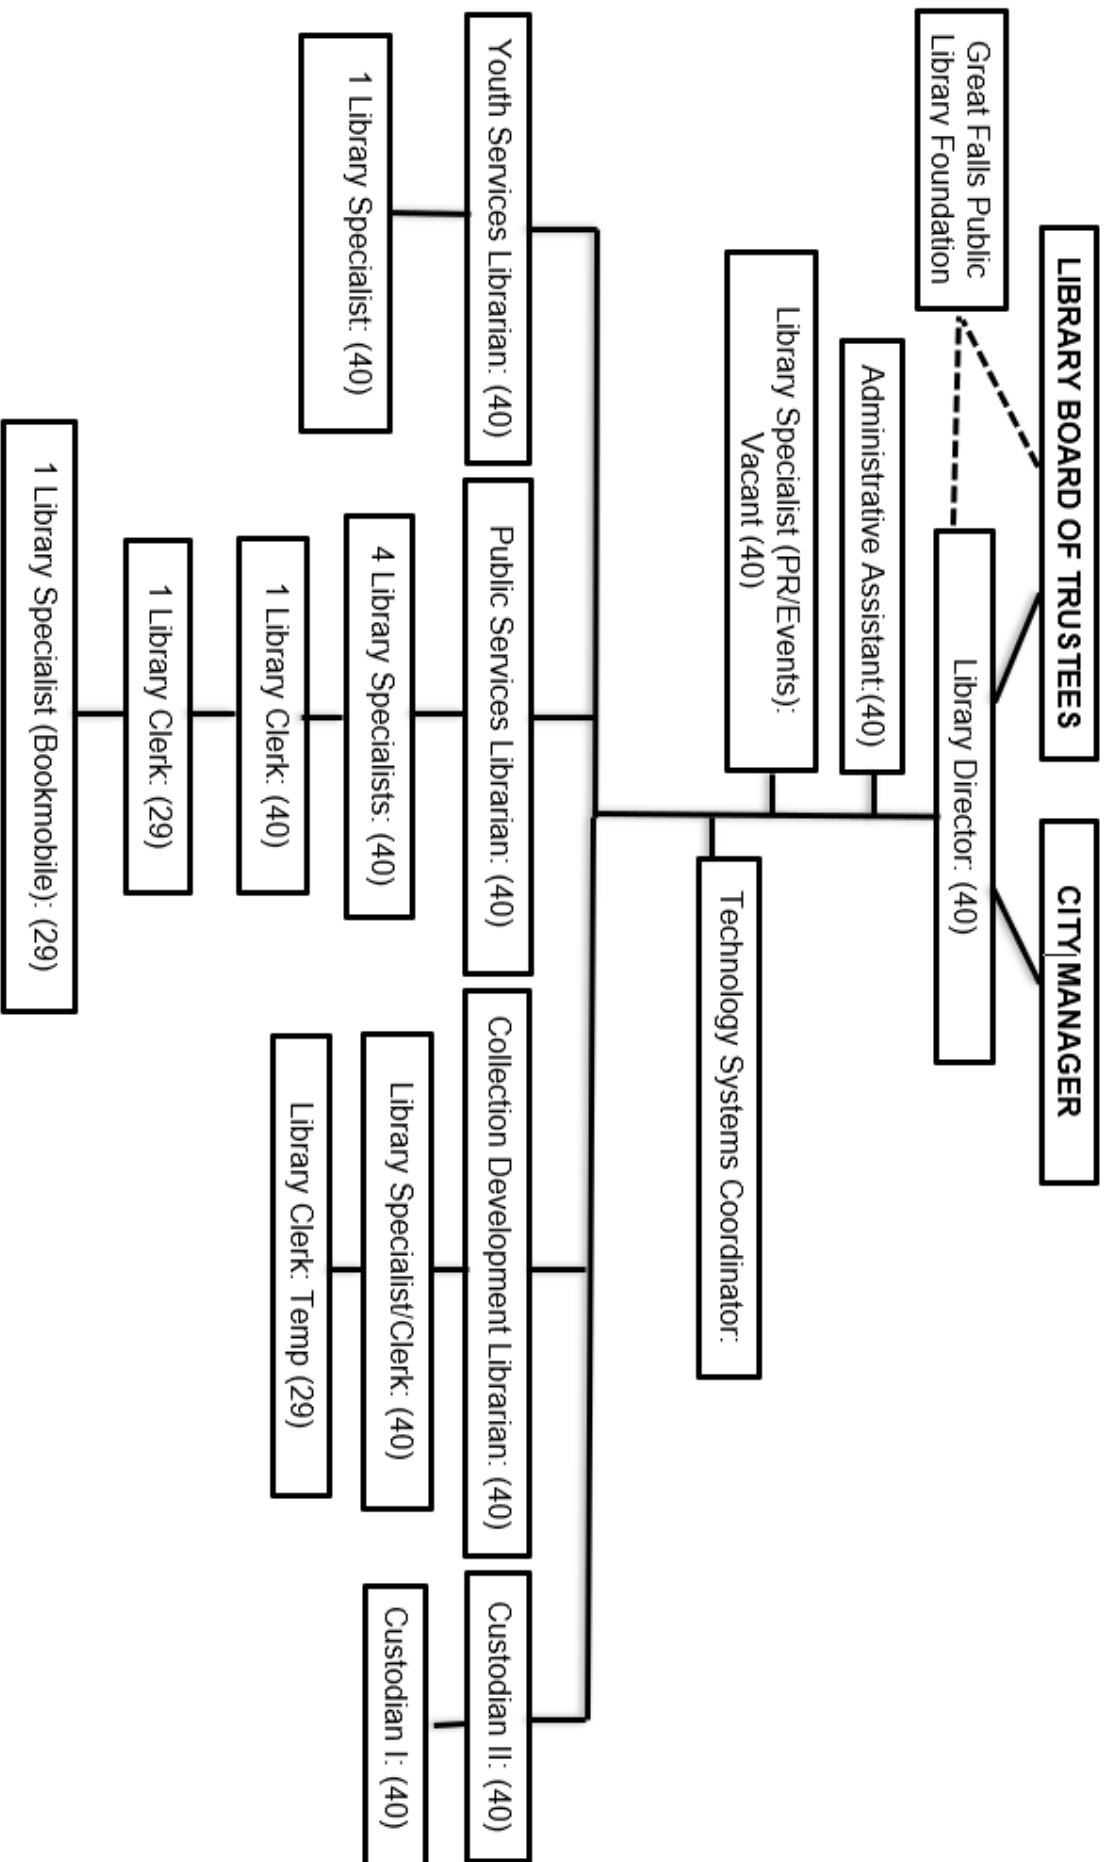 LIBRARY BOARD OF TRUSTEES
CITY MANAGER
Great Falls Public
Library Foundation
Library Director: (40)
Administrative Assistant:(40)
Library Specialist (PR/Events):
Vacant (40)
Technology Systems Coordinator:
Youth Services Librarian: (40)
Public Services Librarian: (40)
Collection Development Librarian: (40)
Custodian II: (40)
1 Library Specialist: (40)
4 Library Specialists: (40)
Library Specialist/Clerk: (40)
Custodian I: (40)
1 Library Clerk: (40)
Library Clerk: Temp (29)
1 Library Clerk: (29)
1 Library Specialist (Bookmobile): (29)